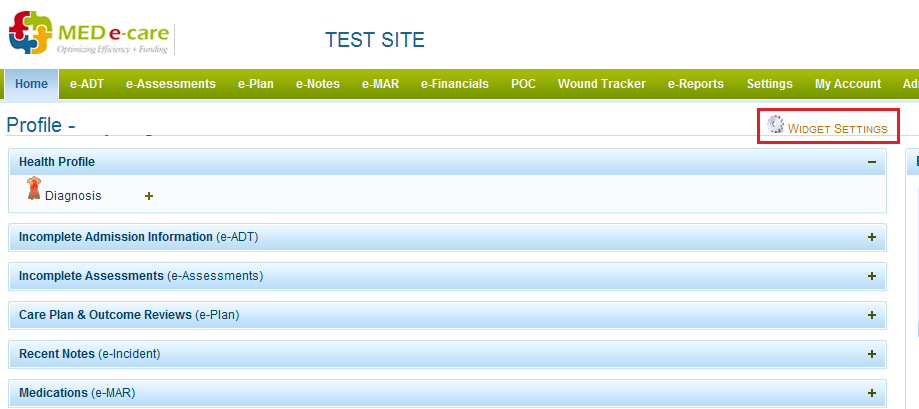 MED e-care
Optimizing Efficiency + Funding
TEST SITE
Home e-ADT e-Assessments e-Plan e-Notes e-MAR e-Financials POC Wound Tracker e-Reports Settings My Account
Profile -
WIDGET SETTINGS
Health Profile
Diagnosis
Incomplete Admission Information (e-ADT)
Incomplete Assessments (e-Assessments)
Care Plan & Outcome Reviews (e-Plan)
Recent Notes (e-Incident)
Medications (e-MAR)